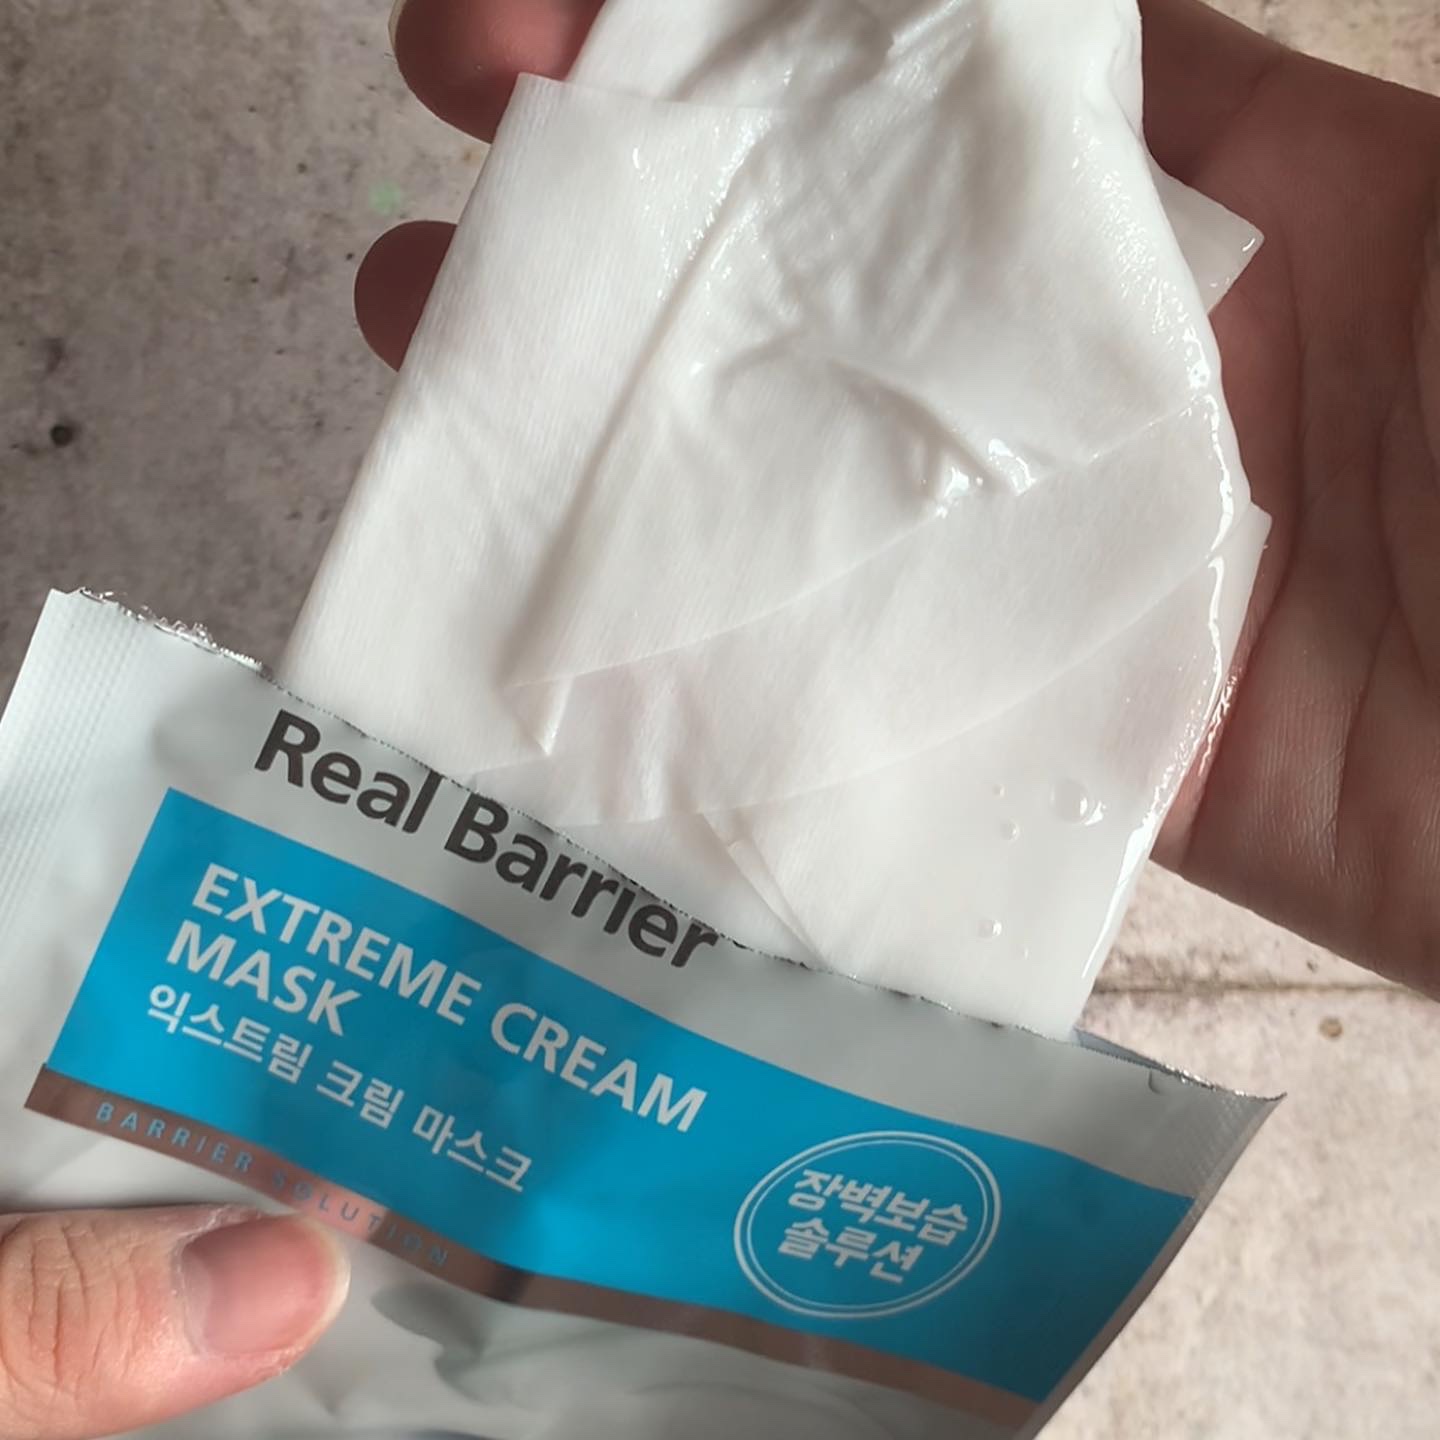 Real Barrier
EXTREME CREAM
MASK
익스트림 크림 마스크
BARRIER SOLUTION
장벽보습
솔루션